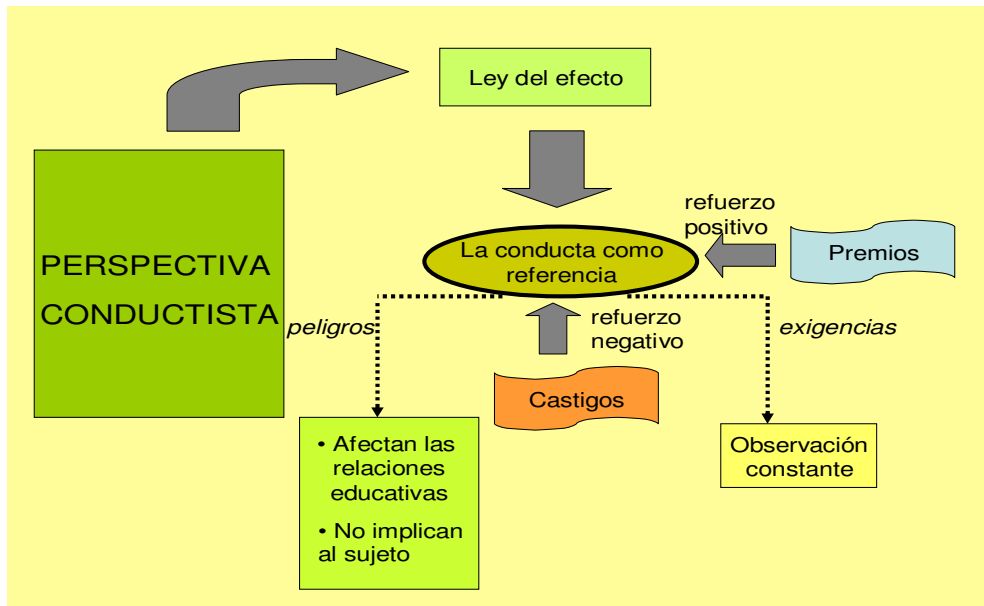 Ley del efecto
PERSPECTIVA
CONDUCTISTA
La conducta como
referencia
refuerzo
positivo
Premios
refuerzo
negativo
Castigos
peligros
• Afectan las
relaciones
educativas
• No implican
al sujeto
exigencias
Observación
constante